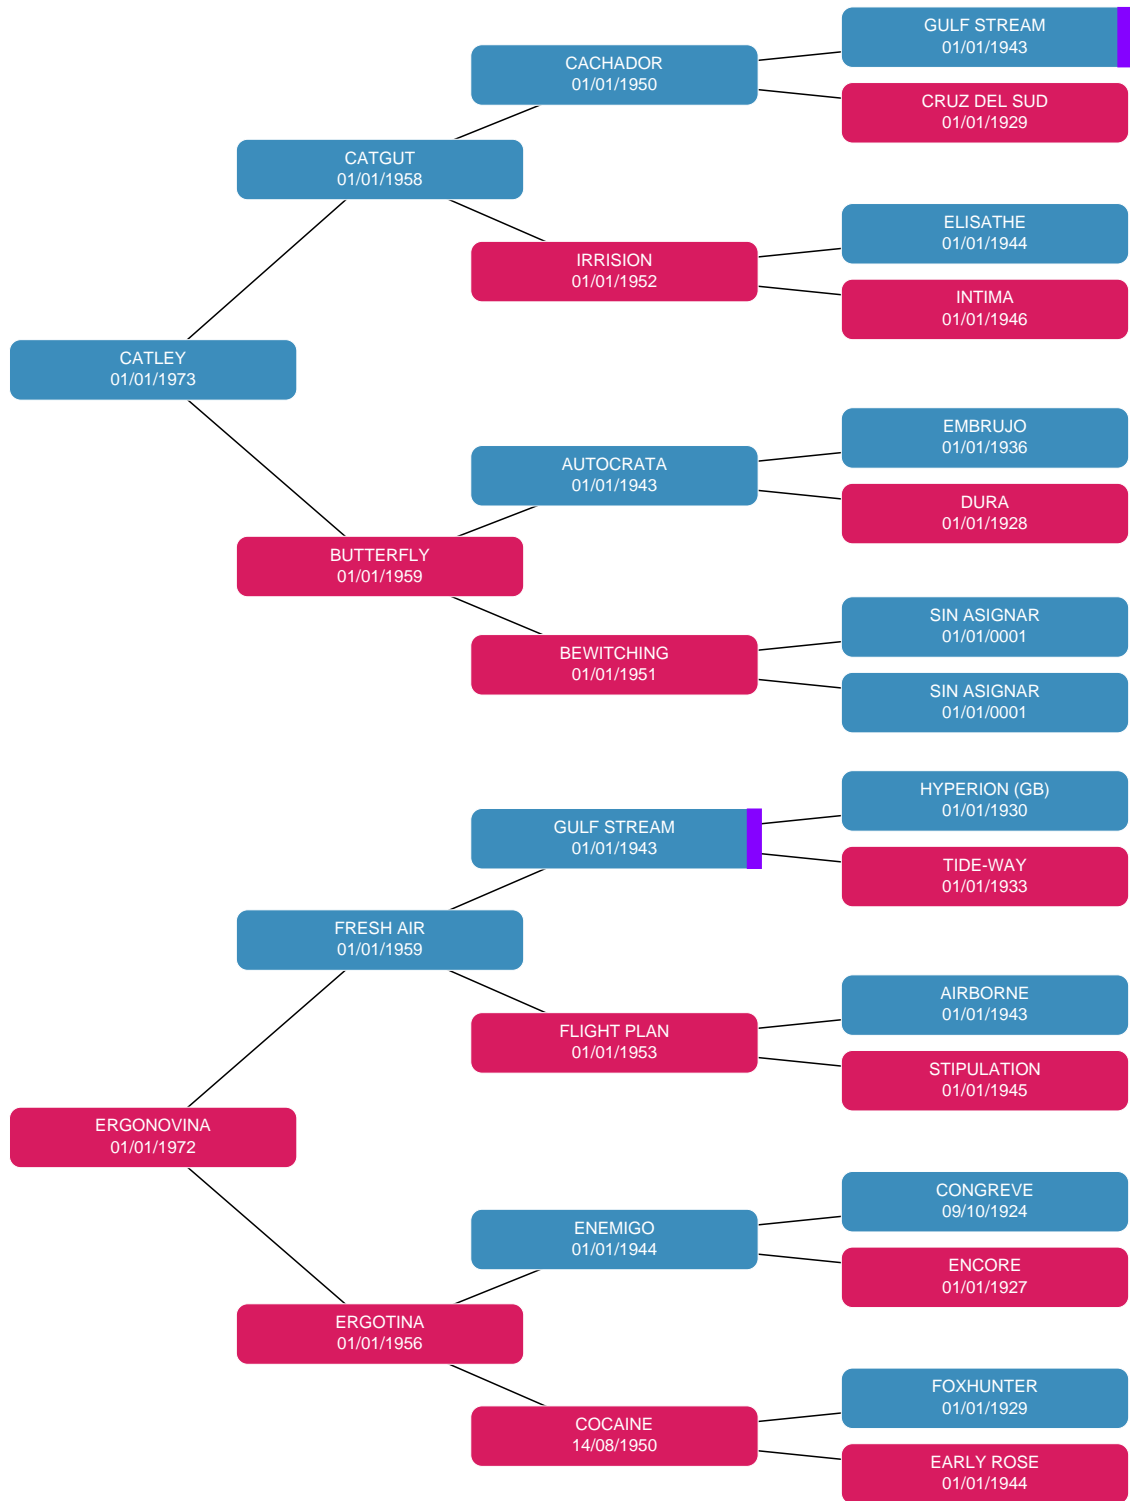 GULF STREAM
01/01/1943
CACHADOR
01/01/1950
CRUZ DEL SUD
01/01/1929
CATGUT
01/01/1958
ELISATHE
01/01/1944
IRRISION
01/01/1952
INTIMA
01/01/1946
CATLEY
01/01/1973
EMBRUJO
01/01/1936
AUTOCRATA
01/01/1943
DURA
01/01/1928
BUTTERFLY
01/01/1959
SIN ASIGNAR
01/01/0001
BEWITCHING
01/01/1951
SIN ASIGNAR
01/01/0001
HYPERION (GB)
01/01/1930
GULF STREAM
01/01/1943
TIDE-WAY
01/01/1933
FRESH AIR
01/01/1959
AIRBORNE
01/01/1943
FLIGHT PLAN
01/01/1953
STIPULATION
01/01/1945
ERGONOVINA
01/01/1972
CONGREVE
09/10/1924
ENEMIGO
01/01/1944
ENCORE
01/01/1927
ERGOTINA
01/01/1956
FOXHUNTER
01/01/1929
COCAINE
14/08/1950
EARLY ROSE
01/01/1944